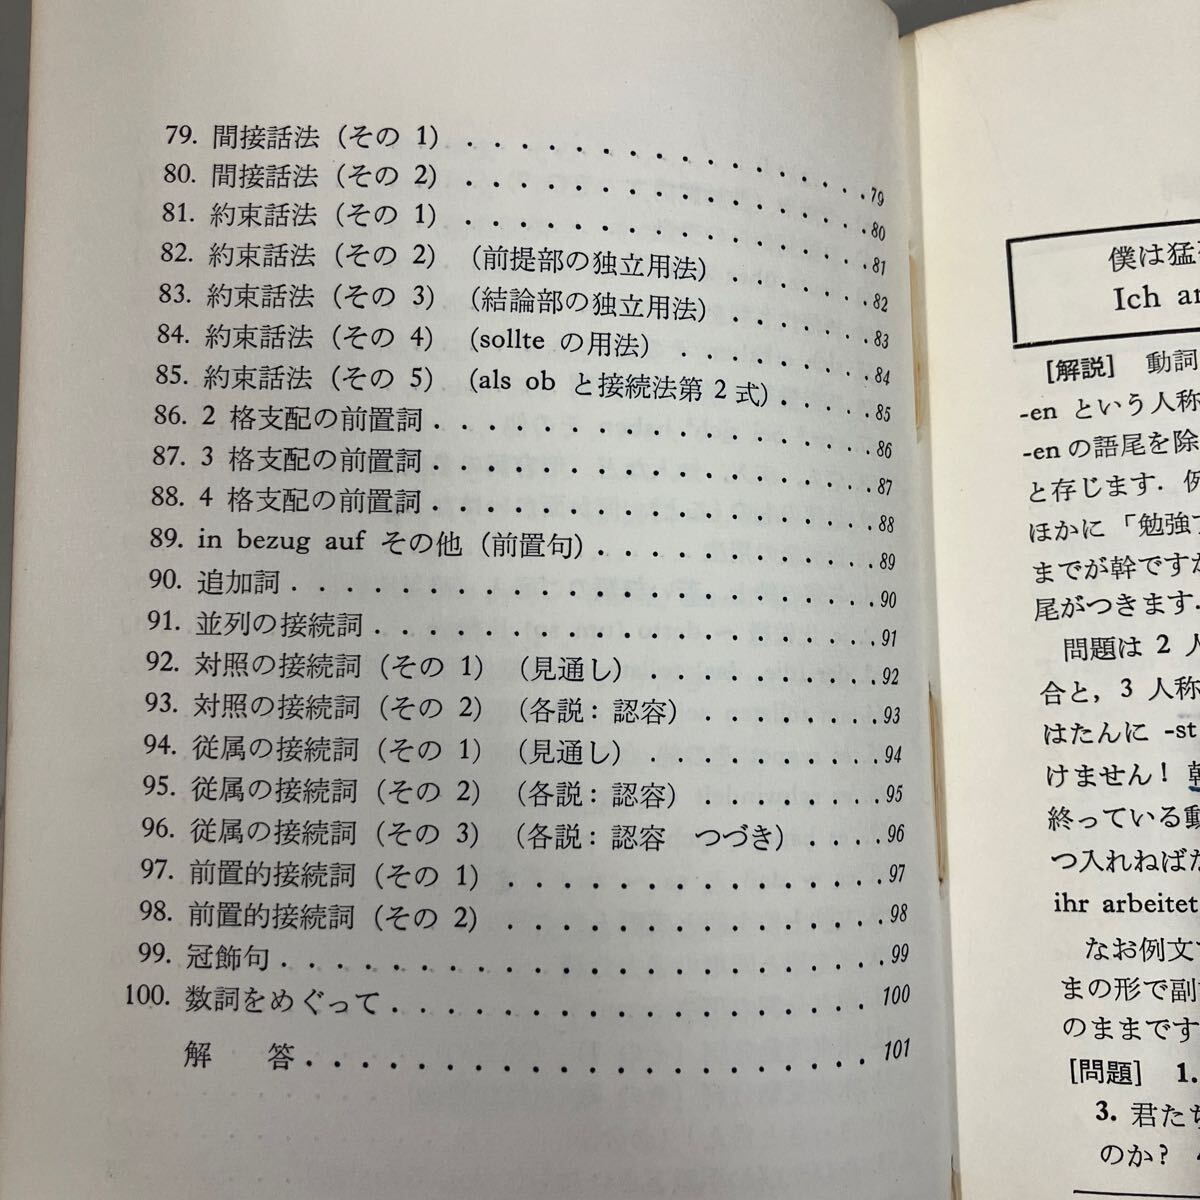 79. 間接話法（その 1）. . . . . . . . . . . . . . . . . 79
80. 間接話法（その 2）. . . . . . . . . . . . . . . . . 80
81. 約束話法（その 1）. . . . . . . . . . . . . . . . . 81
82. 約束話法（その 2）（前提部の独立用法）. . . . . . . 82
83. 約束話法（その 3）（結論部の独立用法）. . . . . . . 83
84. 約束話法（その 4）（sollte の用法）. . . . . . . . 84
85. 約束話法（その 5）（als ob と接続法第 2 式）. . . . . 85
86. 2 格支配の前置詞. . . . . . . . . . . . . . . . . . 86
87. 3 格支配の前置詞. . . . . . . . . . . . . . . . . . 87
88. 4 格支配の前置詞. . . . . . . . . . . . . . . . . . 88
89. in bezug auf その他（前置句）. . . . . . . . . . . 89
90. 追加詞. . . . . . . . . . . . . . . . . . . . . . . 90
91. 並列の接続詞. . . . . . . . . . . . . . . . . . . . 91
92. 対照の接続詞（その 1）（見通し）. . . . . . . . . . 92
93. 対照の接続詞（その 2）（各説：認容）. . . . . . . . 93
94. 従属の接続詞（その 1）（見通し）. . . . . . . . . . 94
95. 従属の接続詞（その 2）（各説：認容）. . . . . . . . 95
96. 従属の接続詞（その 3）（各説：認容　つづき）. . . . 96
97. 前置的接続詞（その 1）. . . . . . . . . . . . . . . 97
98. 前置的接続詞（その 2）. . . . . . . . . . . . . . . 98
99. 冠飾句. . . . . . . . . . . . . . . . . . . . . . . 99
100. 数詞をめぐって. . . . . . . . . . . . . . . . . . . 100
解　　答. . . . . . . . . . . . . . . . . . . . . . 101
僕は猛
Ich ar
[解説]　動詞
-en という人称
-en の語尾を除
と存じます．例
ほかに「勉強
までが幹ですか
尾がつきます．
問題は 2 人
合と，3 人称
はたんに -st
けません！ 幹
終っている動
つ入れねばな
ihr arbeitet
なお例文
まの形で副
のままです
[問題]　1.
3. 君たち
のか？ 4